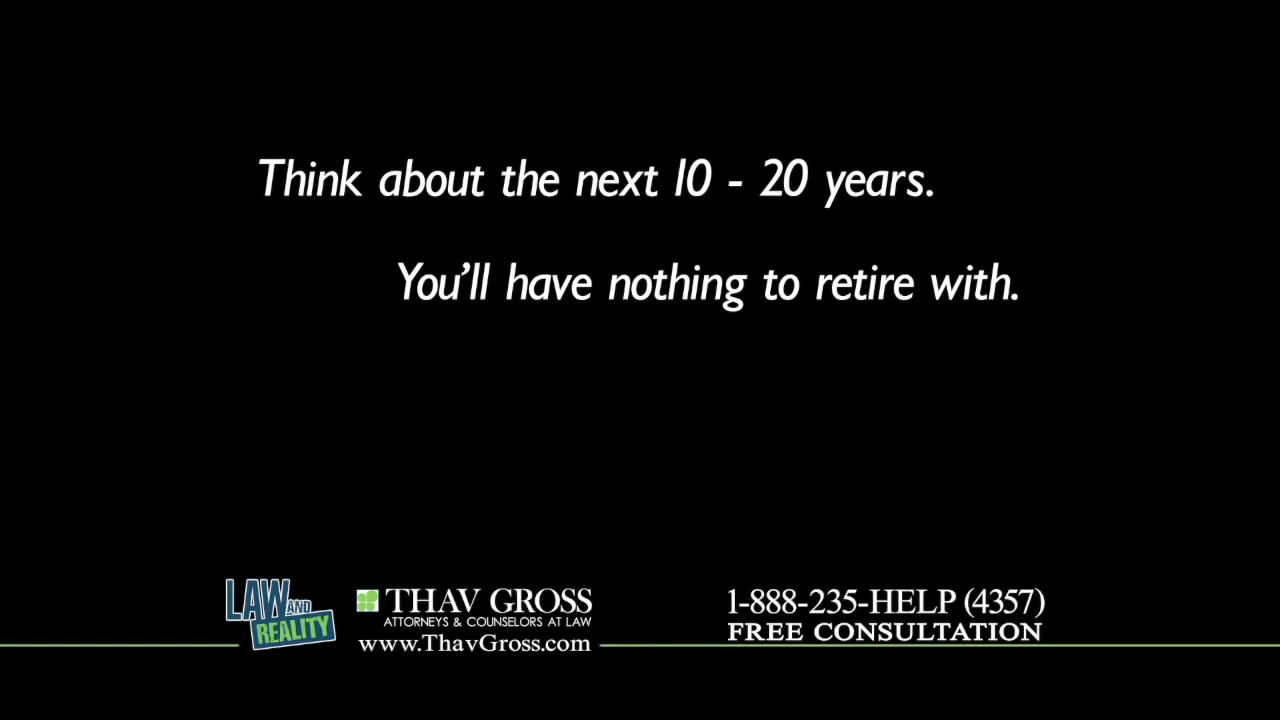 Think about the next 10 - 20 years.
You'll have nothing to retire with.
LAW AND REALITY
THAV GROSS
ATTORNEYS & COUNSELORS AT LAW
www.ThavGross.com
1-888-235-HELP (4357)
FREE CONSULTATION